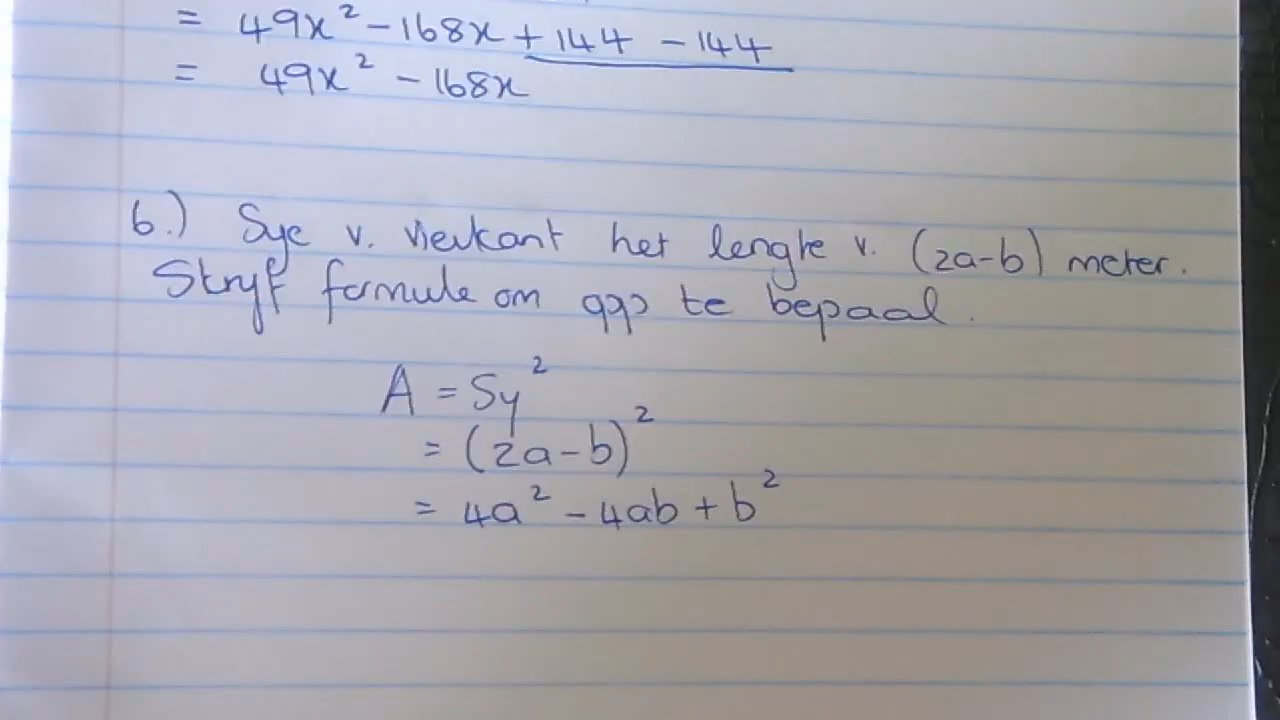 = 49x² - 168x + 144 - 144
= 49x² - 168x
6.) Sye v. vierkant het lengte v. (2a-b) meter.
Skryf formule om opp te bepaal.
A = Sy²
= (2a-b)²
= 4a² - 4ab + b²